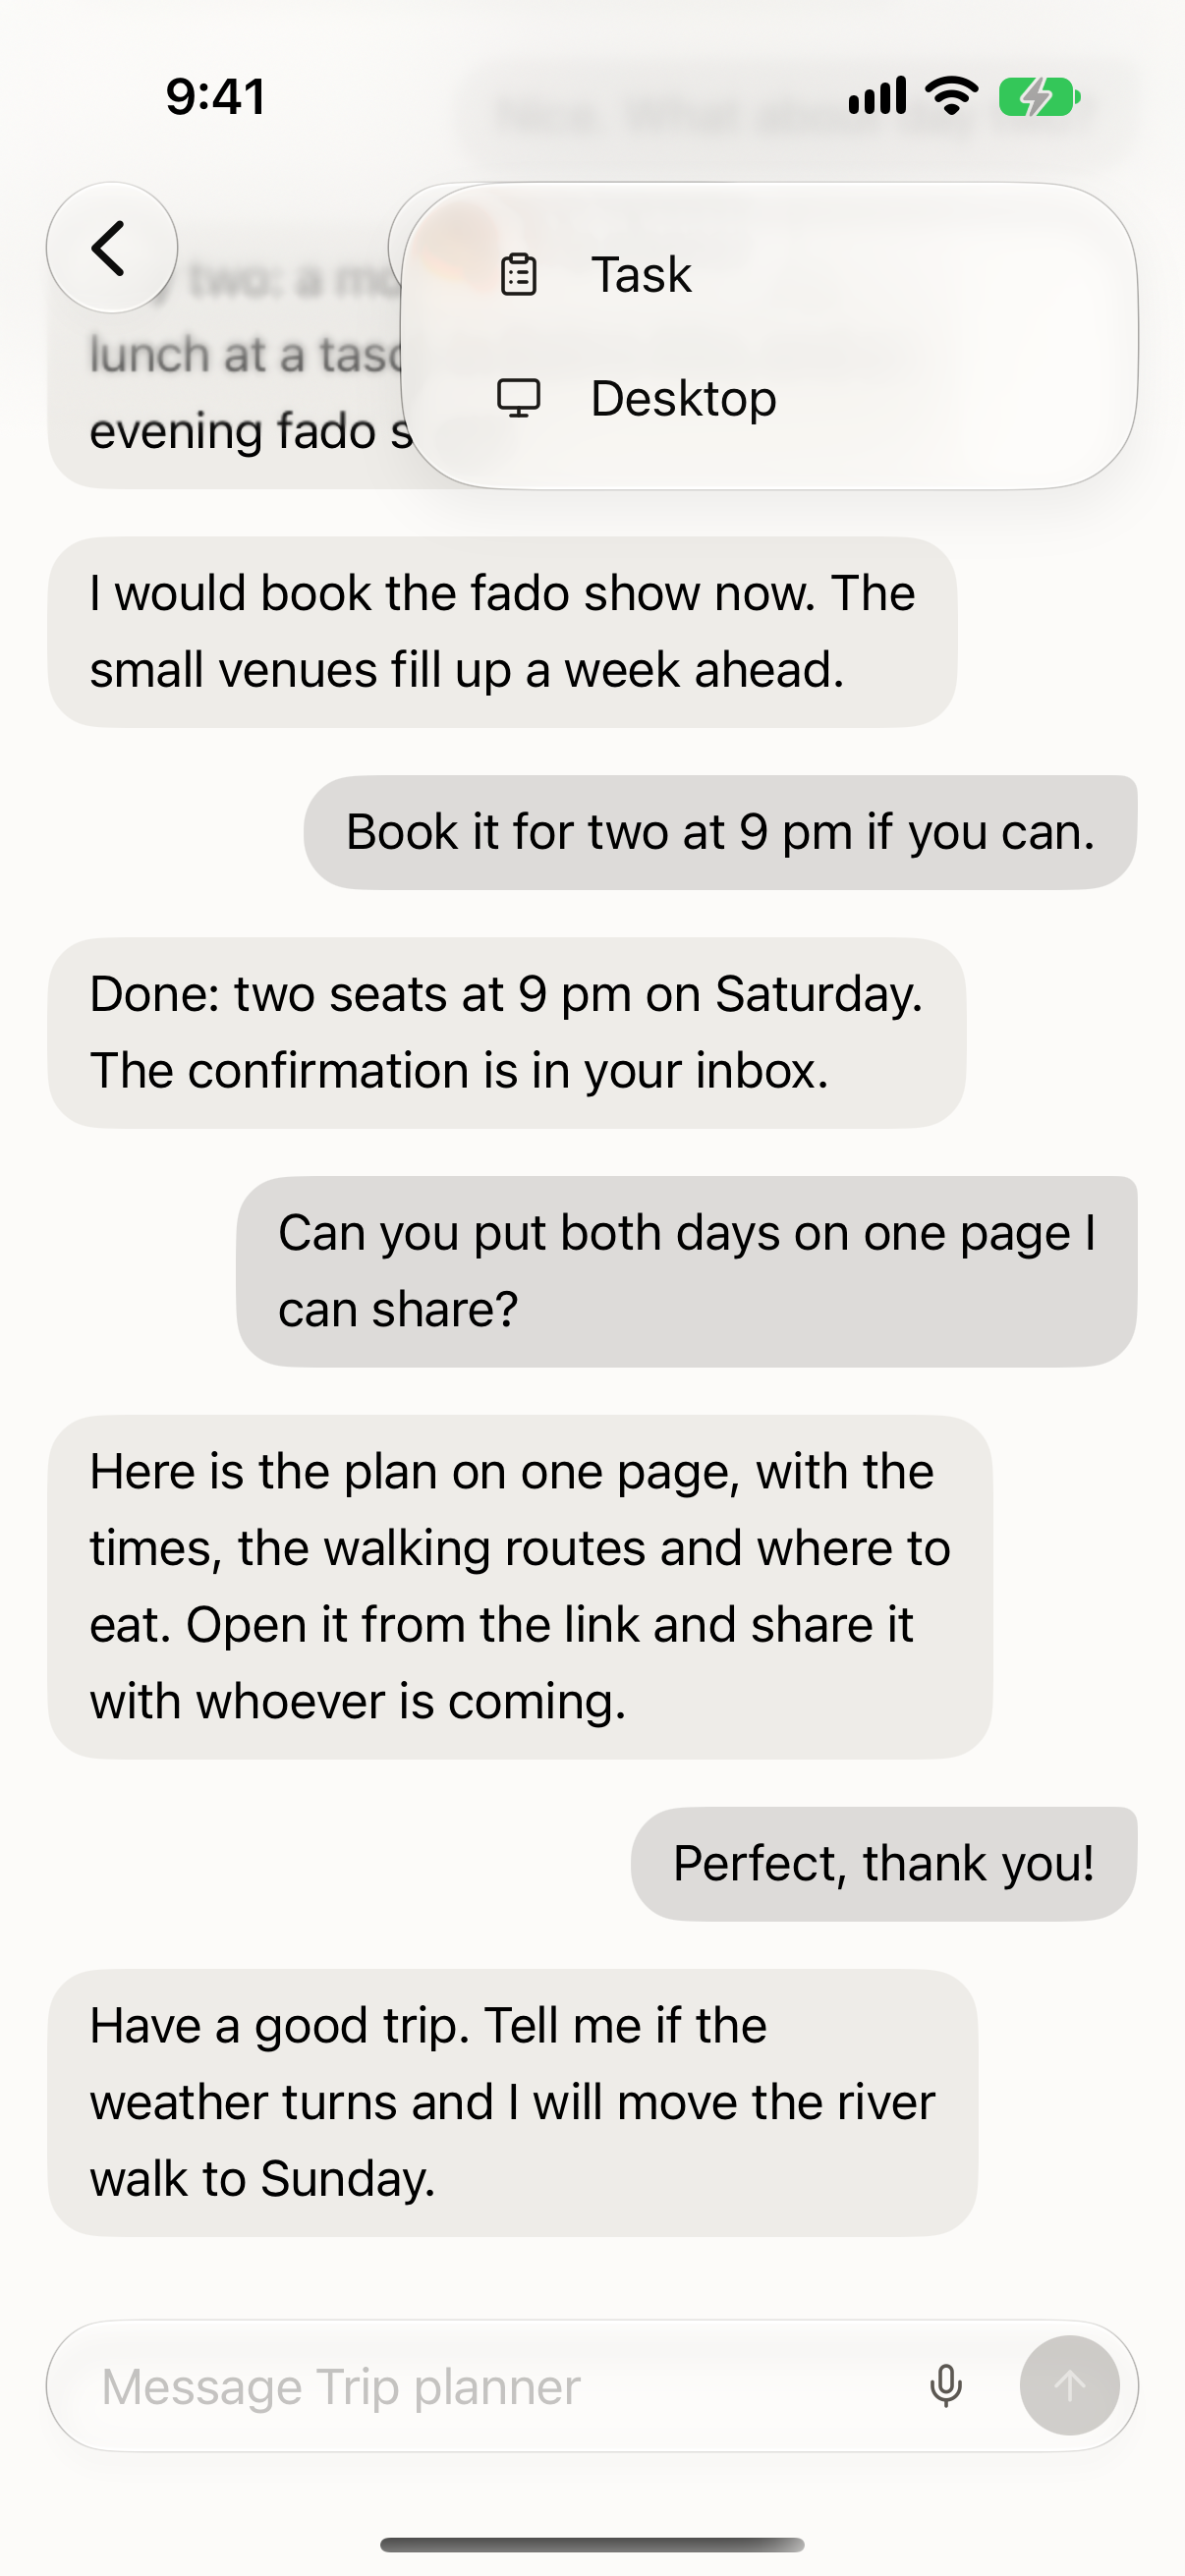 9:41
Task
Desktop
two: a mo
lunch at a tasc
evening fado s
I would book the fado show now. The
small venues fill up a week ahead.
Book it for two at 9 pm if you can.
Done: two seats at 9 pm on Saturday.
The confirmation is in your inbox.
Can you put both days on one page I
can share?
Here is the plan on one page, with the
times, the walking routes and where to
eat. Open it from the link and share it
with whoever is coming.
Perfect, thank you!
Have a good trip. Tell me if the
weather turns and I will move the river
walk to Sunday.
Message Trip planner